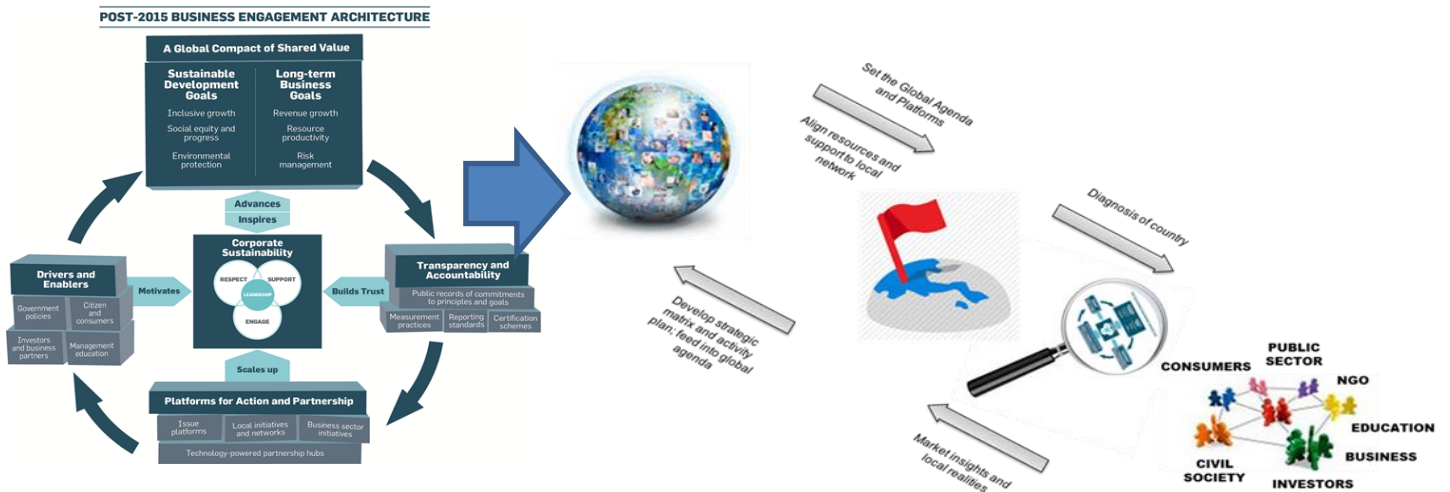 POST-2015 BUSINESS ENGAGEMENT ARCHITECTURE
A Global Compact of Shared Value
Sustainable
Development
Goals
Inclusive growth
Social equity and
progress
Environmental
protection
Long-term
Business
Goals
Revenue growth
Resource
productivity
Risk
management
Advances
Inspires
Corporate
Sustainability
RESPECT
SUPPORT
LEADERSHIP
ENGAGE
Drivers and
Enablers
Government
policies
Citizen
and
consumers
Investors
and business
partners
Management
education
Motivates
Builds Trust
Transparency and
Accountability
Public records of commitments
to principles and goals
Measurement
practices
Reporting
standards
Certification
schemes
Scales up
Platforms for Action and Partnership
Issue
platforms
Local initiatives
and networks
Business sector
initiatives
Technology-powered partnership hubs
Set the Global Agenda
and Platforms
Align resources and
support to local
network
Develop strategic
matrix and activity
plan; feed into global
agenda
Diagnosis of country
Market insights and
local realities
CONSUMERS
PUBLIC
SECTOR
NGO
EDUCATION
BUSINESS
INVESTORS
CIVIL
SOCIETY